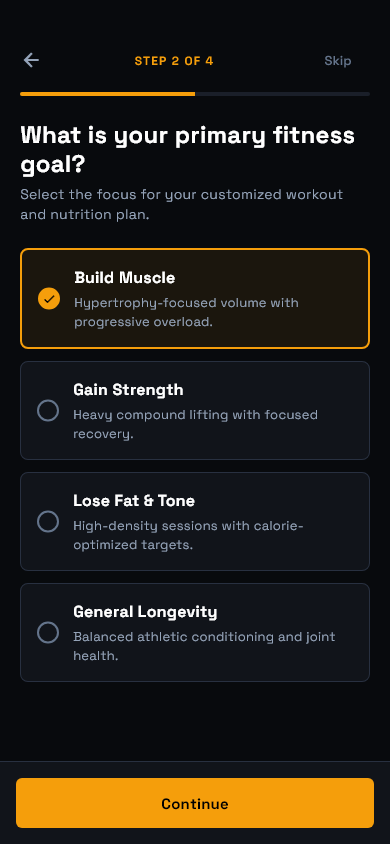 STEP 2 OF 4
Skip
What is your primary fitness
goal?
Select the focus for your customized workout
and nutrition plan.
Build Muscle
Hypertrophy-focused volume with
progressive overload.
Gain Strength
Heavy compound lifting with focused
recovery.
Lose Fat & Tone
High-density sessions with calorie-
optimized targets.
General Longevity
Balanced athletic conditioning and joint
health.
Continue